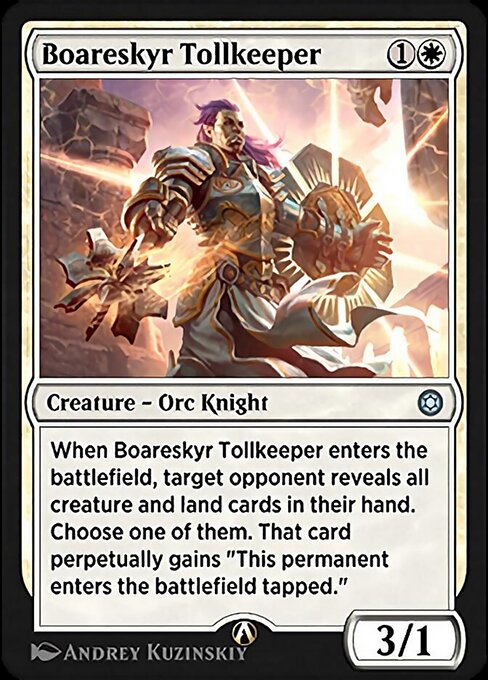 Boareskyr Tollkeeper 1
Creature – Orc Knight
When Boareskyr Tollkeeper enters the
battlefield, target opponent reveals all
creature and land cards in their hand.
Choose one of them. That card
perpetually gains "This permanent
enters the battlefield tapped."
3/1
Andrey Kuzinskiy